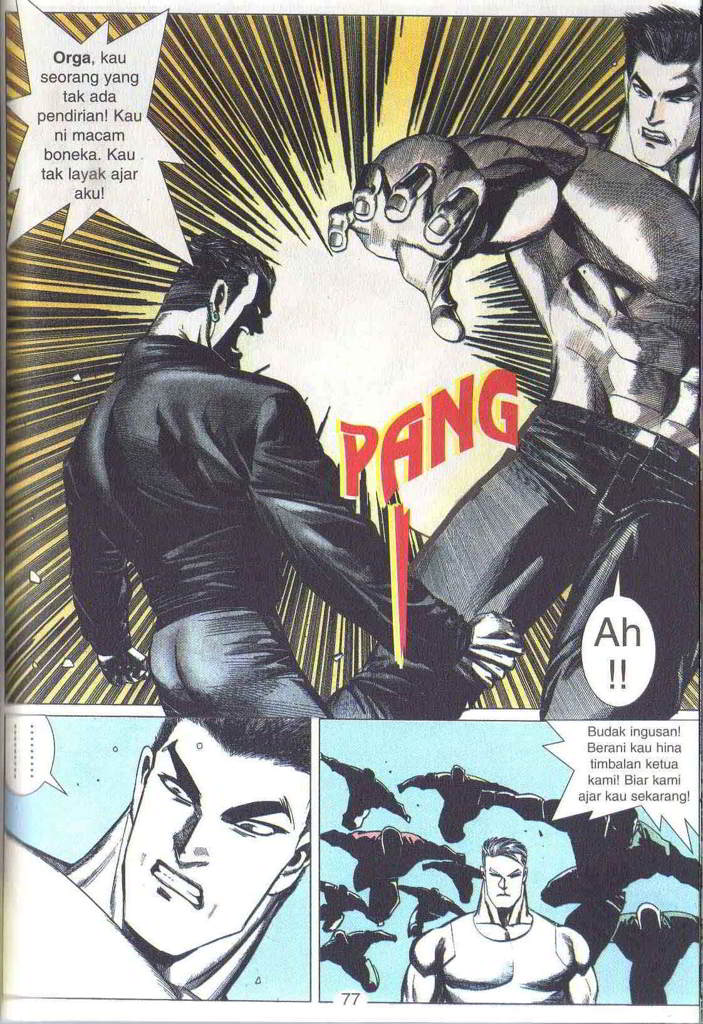 Orga, kau
seorang yang
tak ada
pendirian! Kau
ni macam
boneka. Kau
tak layak ajar
aku!
PANG
!
Ah
!!
..........
Budak ingusan!
Berani kau hina
timbalan ketua
kami! Biar kami
ajar kau sekarang!
77